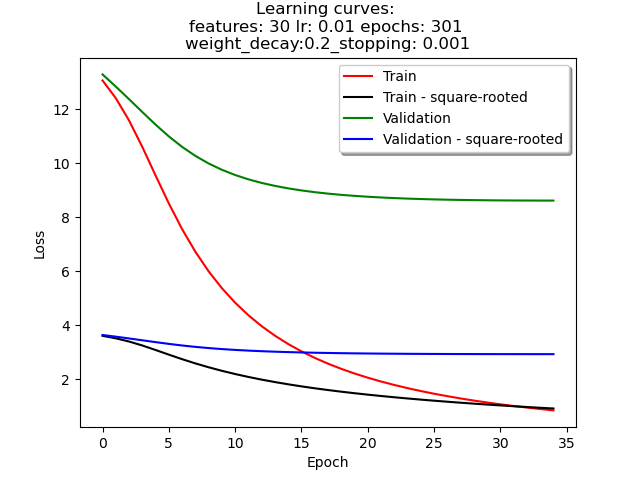 Learning curves:
features: 30 lr: 0.01 epochs: 301
weight_decay:0.2_stopping: 0.001
Train
Train - square-rooted
Validation
Validation - square-rooted
Loss
12
10
8
6
4
2
0 5 10 15 20 25 30 35
Epoch